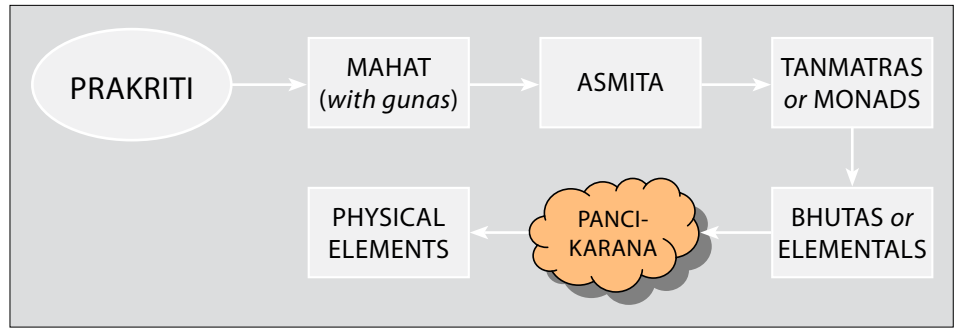 PRAKRITI
MAHAT
(with gunas)
ASMITA
TANMATRAS
or MONADS
BHUTAS or
ELEMENTALS
PANCI-
KARANA
PHYSICAL
ELEMENTS